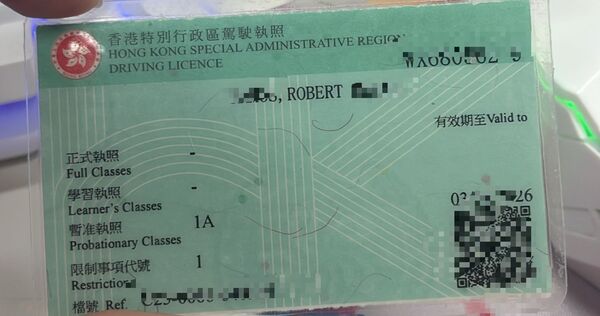 香港特別行政區駕駛執照
HONG KONG SPECIAL ADMINISTRATIVE REGION
DRIVING LICENCE
ROBERT
有效期至Valid to
正式執照 -
Full Classes
學習執照 -
Learner's Classes
暫准執照 1A
Probationary Classes
限制事項代號 1
Restriction
檔號 Ref.